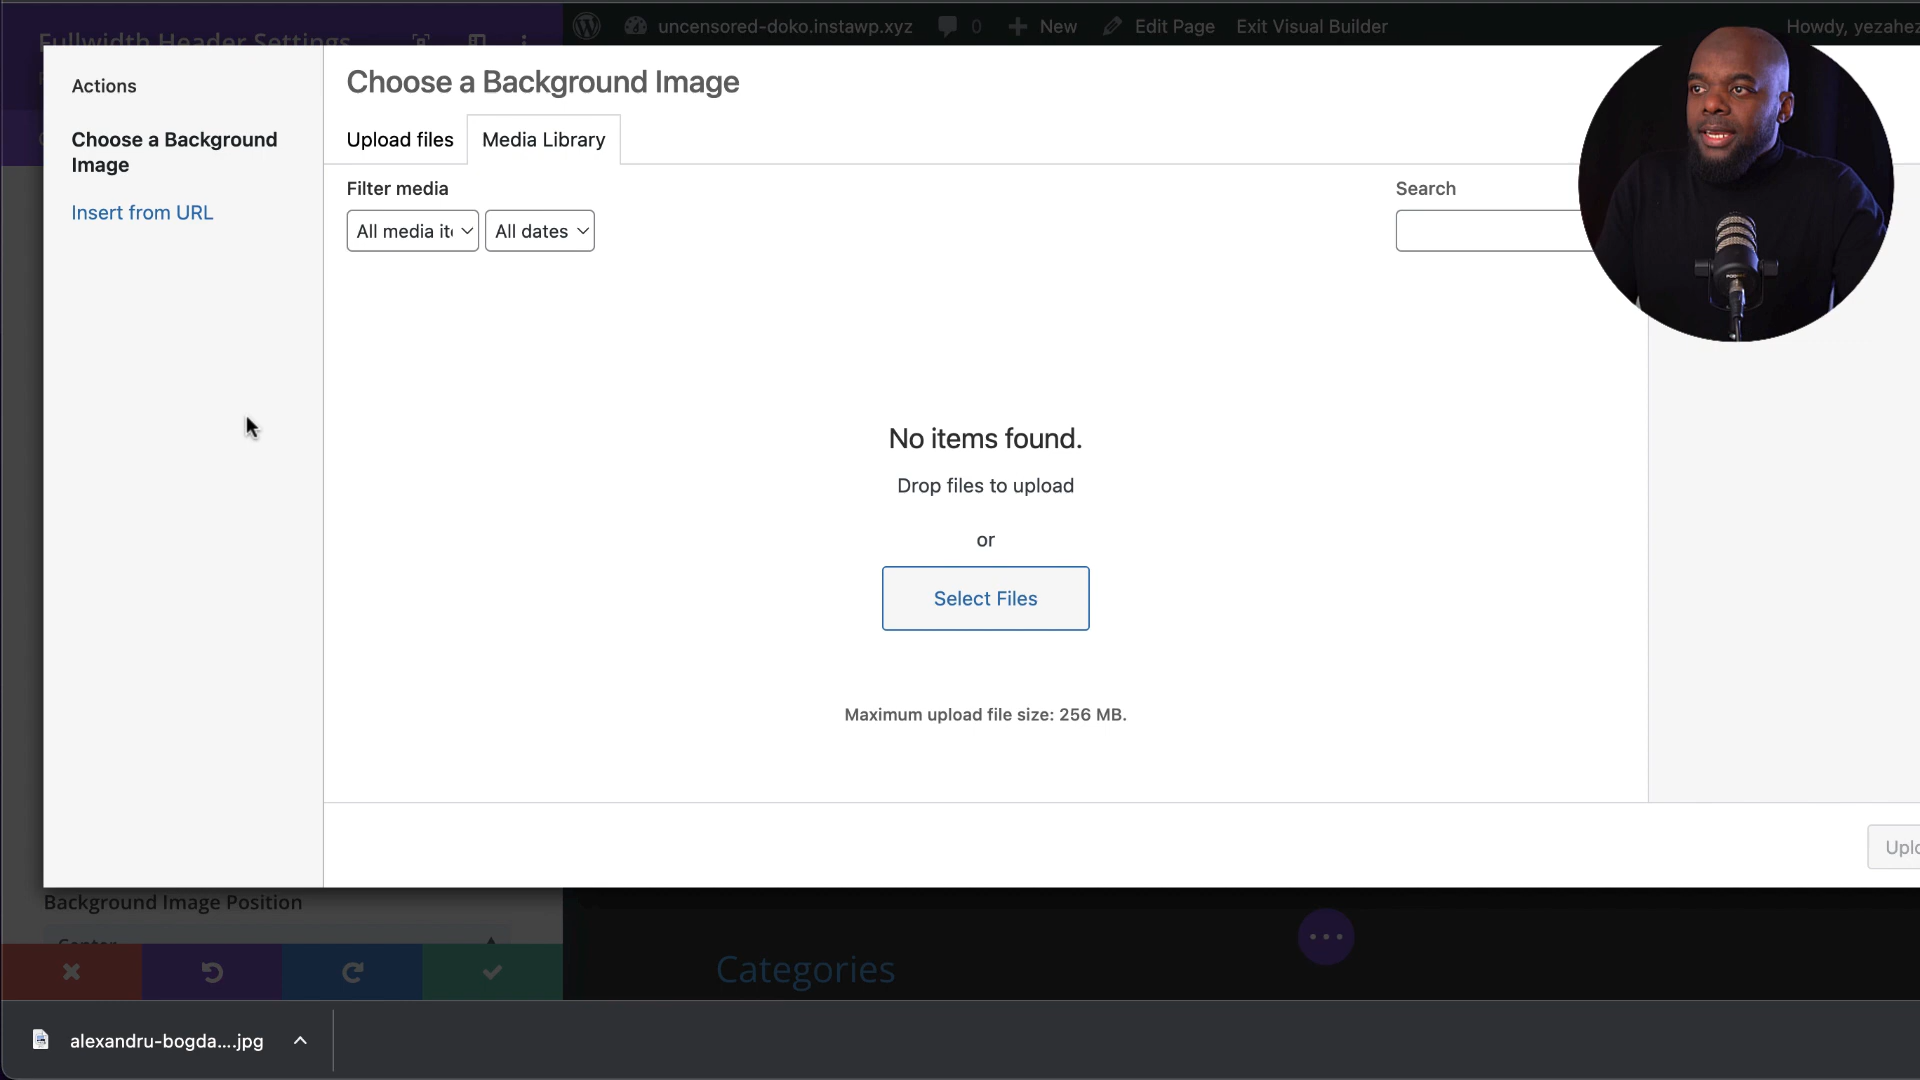 Fullwidth Header Settings
uncensored-doko.instawp.xyz
0
New
Edit Page
Exit Visual Builder
Howdy, yezahez
Actions
Choose a Background
Image
Insert from URL
Choose a Background Image
Upload files
Media Library
Filter media
All media it
All dates
Search
No items found.
Drop files to upload
or
Select Files
Maximum upload file size: 256 MB.
Uplo
Background Image Position
Center
Categories
alexandru-bogda....jpg